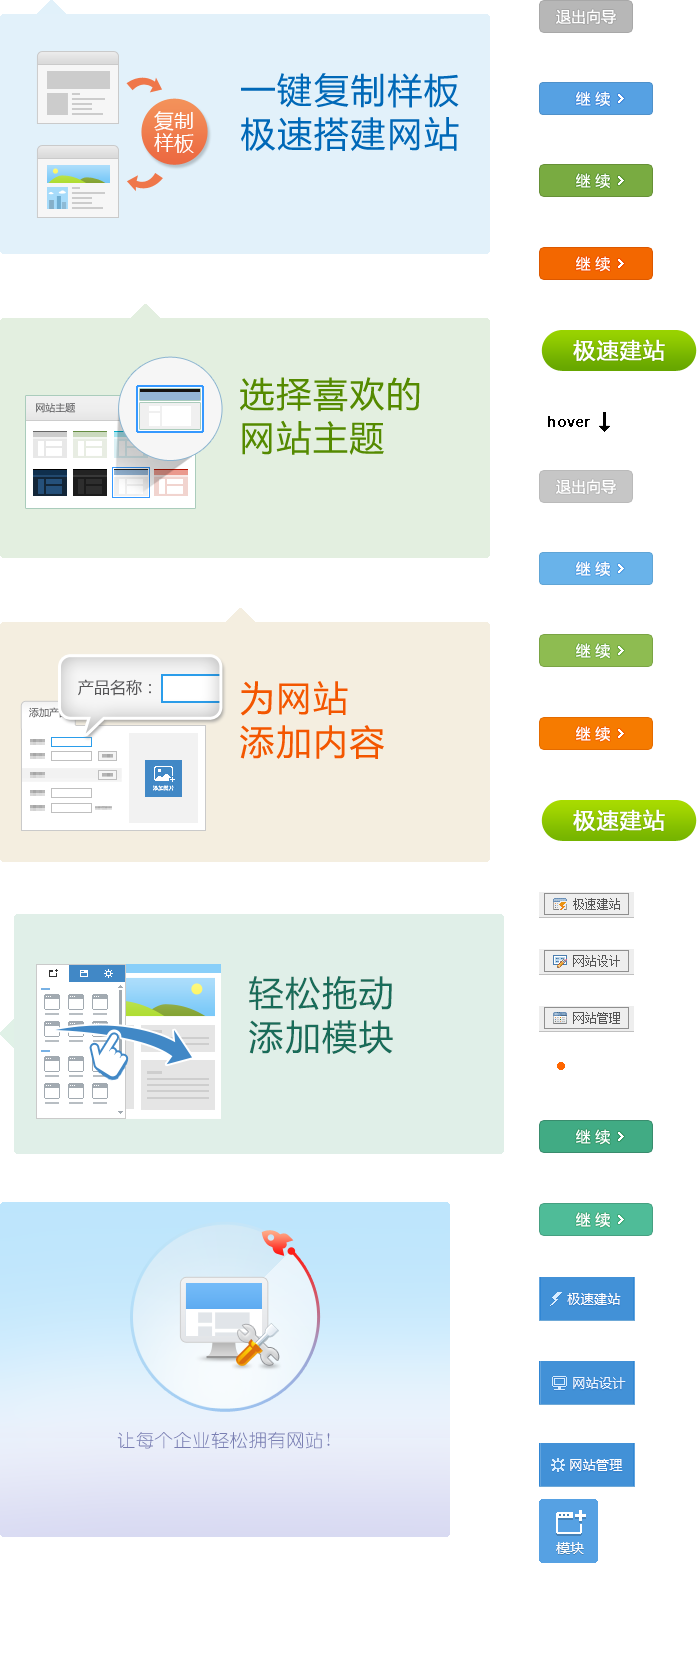 一键复制样板
极速搭建网站
复制
样板
网站主题
选择喜欢的
网站主题
产品名称：
添加产
添加图片
为网站
添加内容
轻松拖动
添加模块
让每个企业轻松拥有网站！
退出向导
继 续
继 续
继 续
极速建站
hover
退出向导
继 续
继 续
继 续
极速建站
极速建站
网站设计
网站管理
继 续
继 续
极速建站
网站设计
网站管理
模块